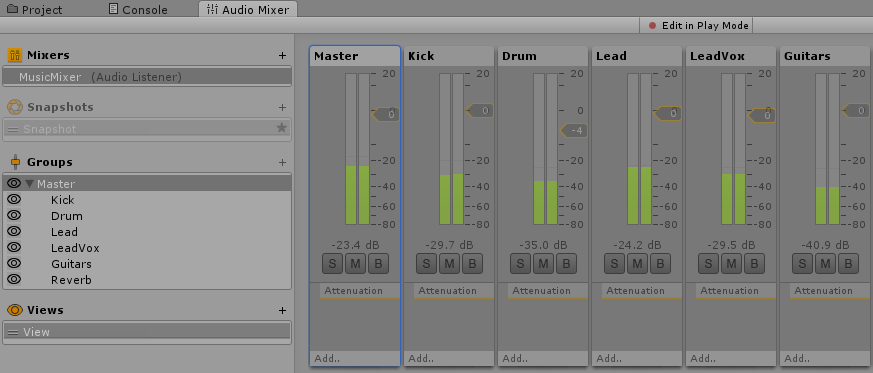 Project Console Audio Mixer
Edit in Play Mode
Mixers +
MusicMixer (Audio Listener)
Snapshots +
Snapshot
Groups +
Master
Kick
Drum
Lead
LeadVox
Guitars
Reverb
Views +
View
Master Kick Drum Lead LeadVox Guitars
20 20 20 20 20 20
0 0 0 0 0 0 0
-4
-20 -20 -20 -20 -20 -20
-40 -40 -40 -40 -40 -40
-60 -60 -60 -60 -60 -60
-80 -80 -80 -80 -80 -80
-23.4 dB -29.7 dB -35.0 dB -24.2 dB -29.5 dB -40.9 dB
S M B S M B S M B S M B S M B S M B
Attenuation Attenuation Attenuation Attenuation Attenuation Attenuation
Add.. Add.. Add.. Add.. Add.. Add..